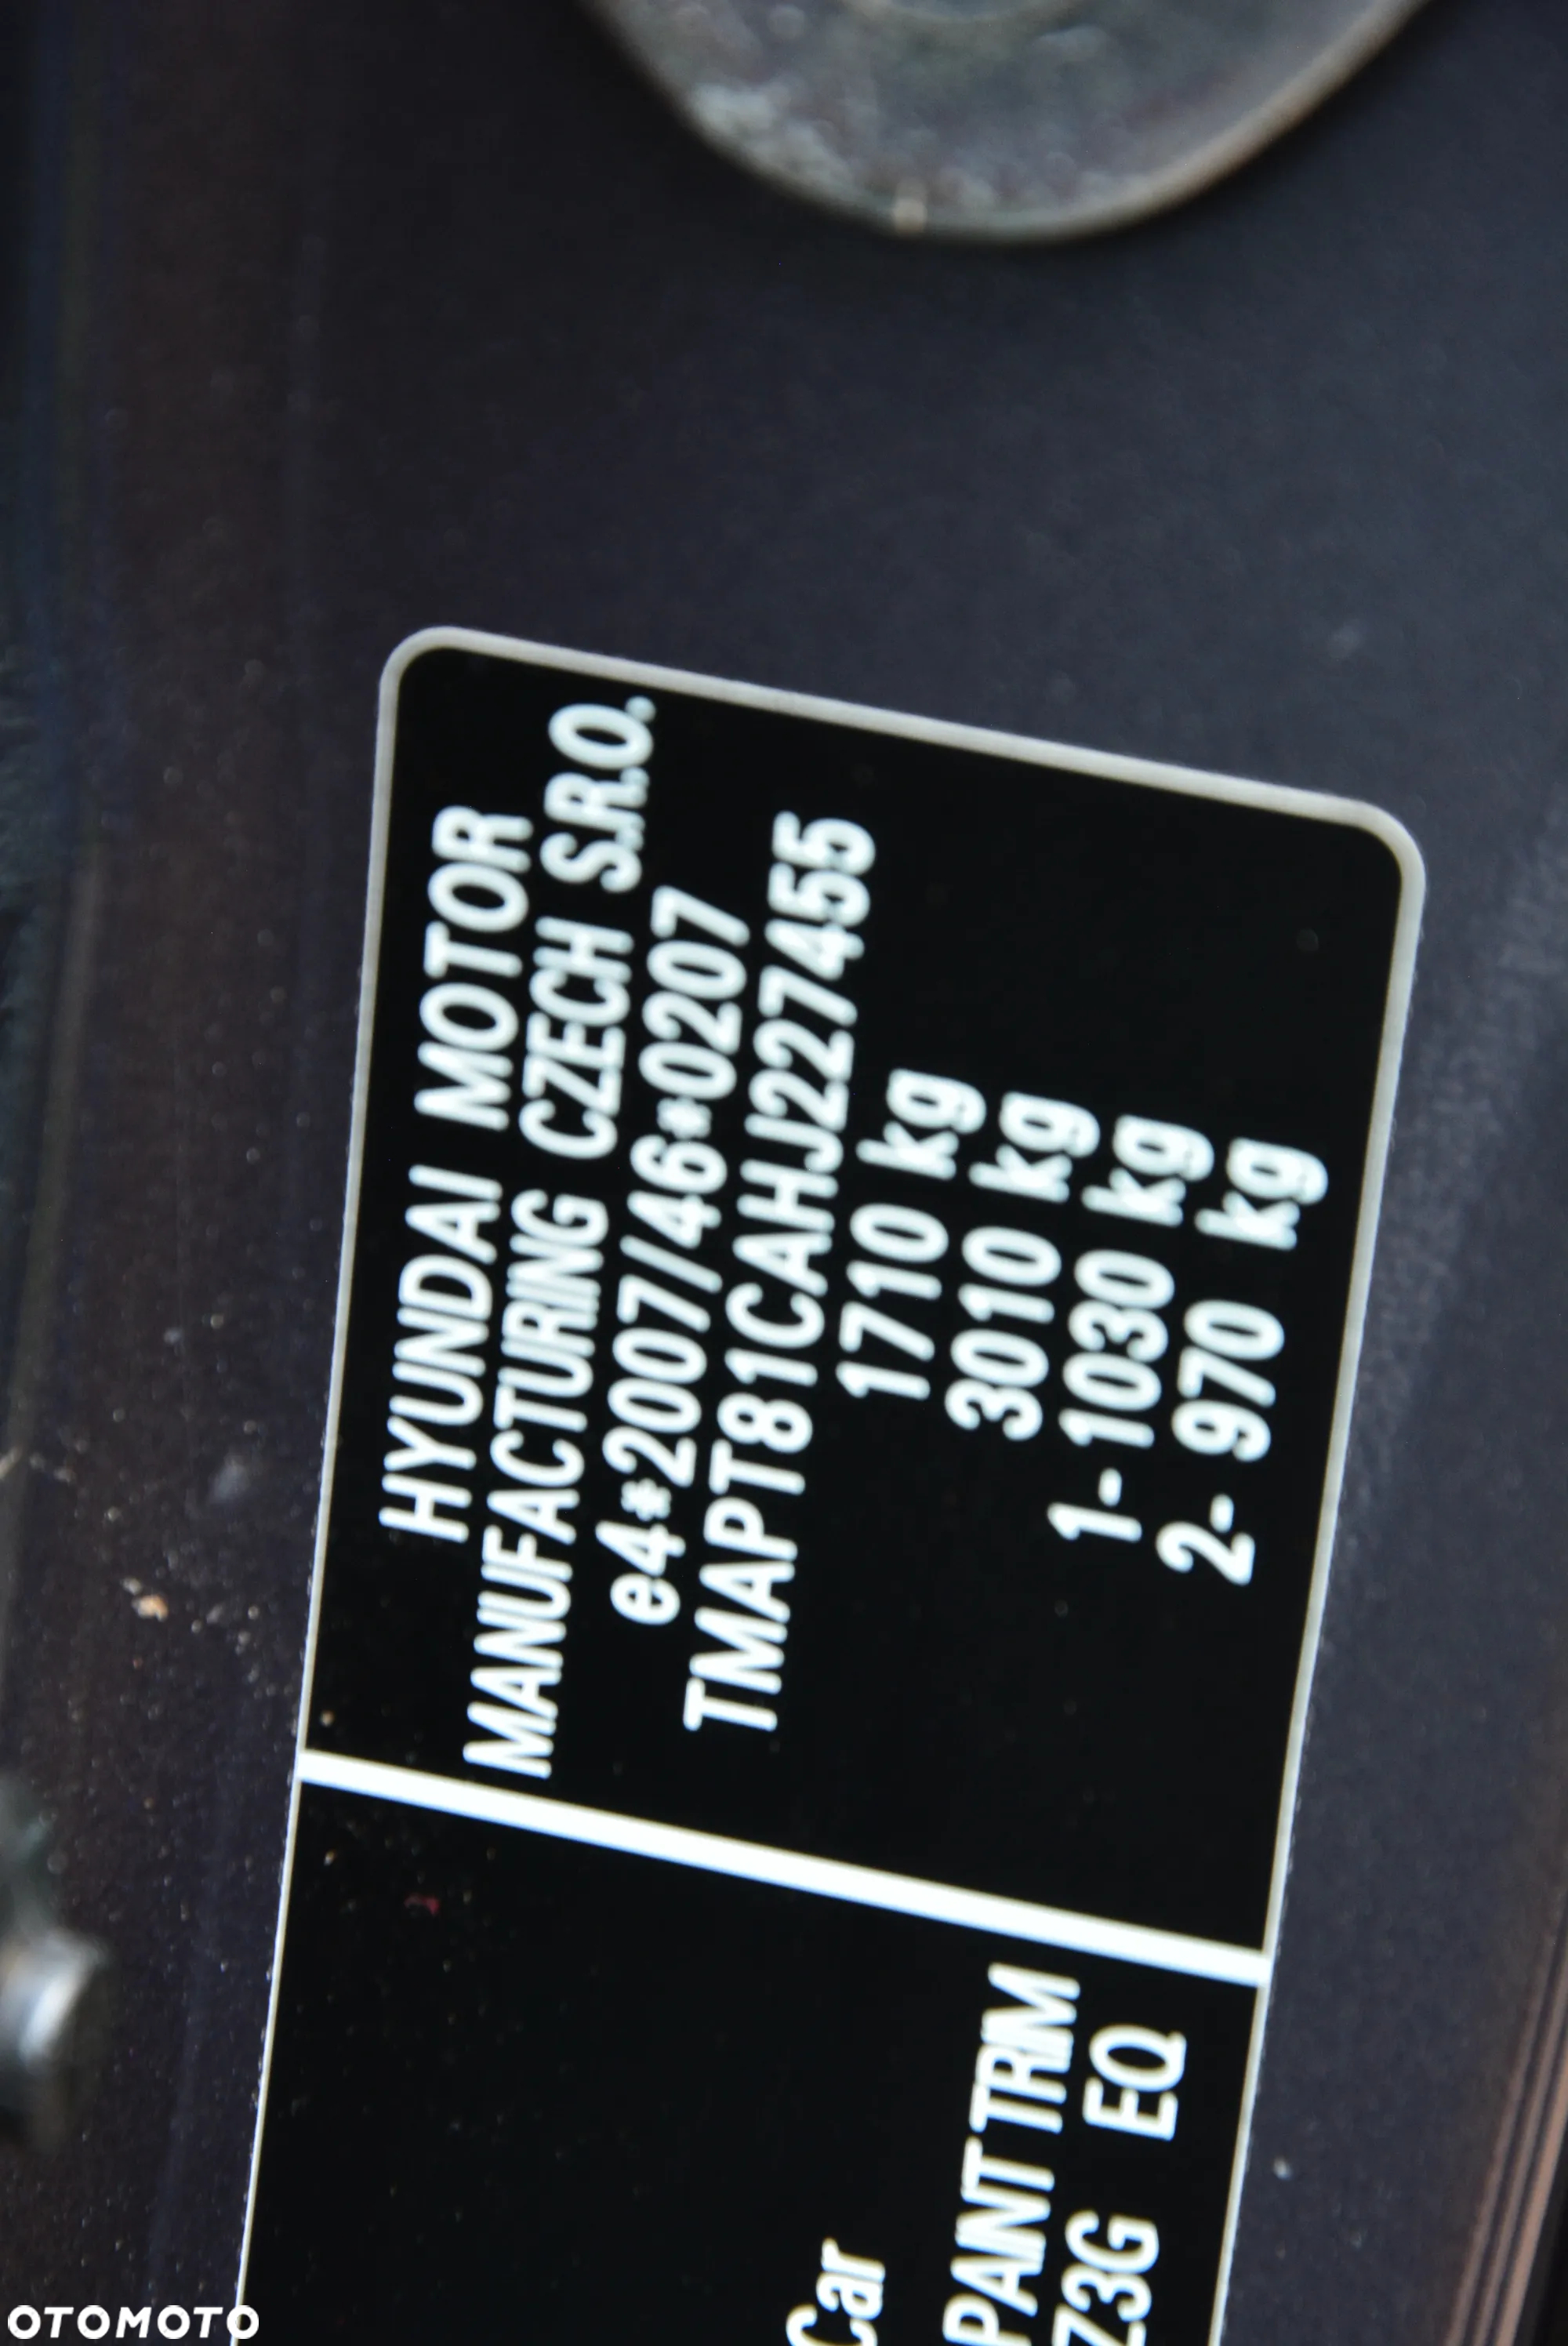 HYUNDAI MOTOR
MANUFACTURING CZECH S.R.O.
e4*2007/46*0207
TMAPT81CAHJ227455
1710 kg
3010 kg
1-1030 kg
2- 970 kg
Car
PAINT TRIM
Z3G EQ
OTOMOTO